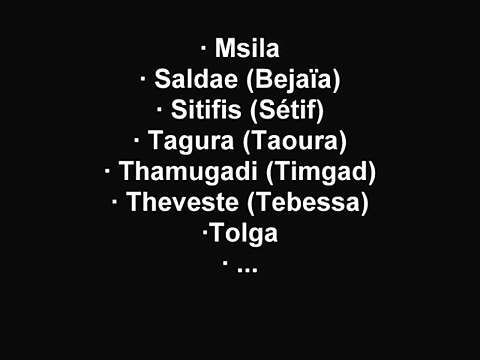 · Msila
· Saldae (Bejaïa)
· Sitifis (Sétif)
· Tagura (Taoura)
· Thamugadi (Timgad)
· Theveste (Tebessa)
·Tolga
· ...